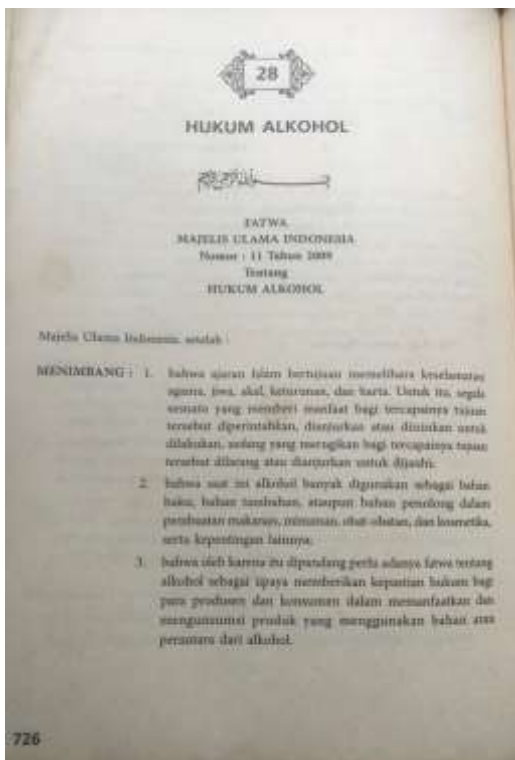 28
HUKUM ALKOHOL
FATWA
MAJELIS ULAMA INDONESIA
Nomor : 11 Tahun 2009
Tentang
HUKUM ALKOHOL
Majelis Ulama Indonesia, setelah :
MENIMBANG : 1. bahwa ajaran Islam bertujuan memelihara keselamatan
agama, jiwa, akal, keturunan, dan harta. Untuk itu, segala
sesuatu yang memberi manfaat bagi tercapainya tujuan
tersebut diperintahkan, dianjurkan atau diizinkan untuk
dilakukan, sedang yang merugikan bagi tercapainya tujuan
tersebut dilarang atau dianjurkan untuk dijauhi;
2. bahwa saat ini alkohol banyak digunakan sebagai bahan
baku, bahan tambahan, ataupun bahan penolong dalam
pembuatan makanan, minuman, obat-obatan, dan kosmetika,
serta kepentingan lainnya;
3. bahwa oleh karena itu dipandang perlu adanya fatwa tentang
alkohol sebagai upaya memberikan kepastian hukum bagi
para produsen dan konsumen dalam memanfaatkan dan
mengunsumsi produk yang menggunakan bahan atau
perantara dari alkohol.
726